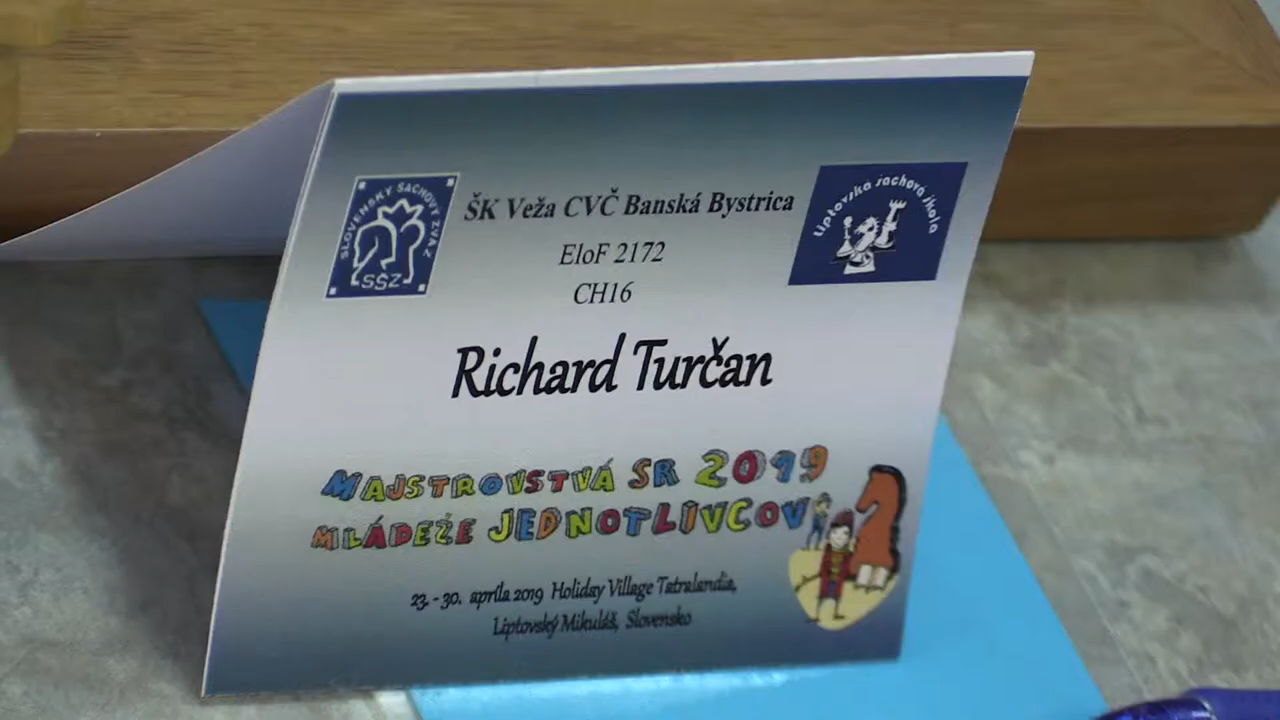 SLOVENSKÝ ŠACHOVÝ ZVÄZ
SŠZ
ŠK Veža CVČ Banská Bystrica
Liptovská šachová škola
EloF 2172
CH16
Richard Turčan
MAJSTROVSTVÁ SR 2019
MLÁDEŽE JEDNOTLIVCOV
23. - 30. apríla 2019 Holiday Village Tatralandia,
Liptovský Mikuláš, Slovensko